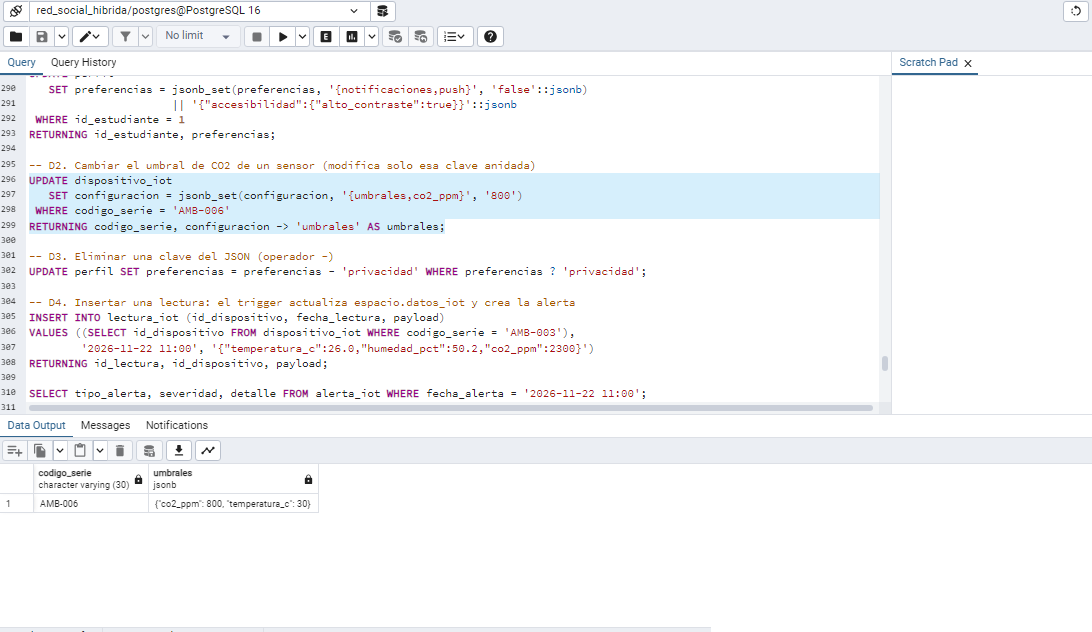 red_social_hibrida/postgres@PostgreSQL 16
No limit
E
Query
Query History
Scratch Pad
290 SET preferencias = jsonb_set(preferencias, '{notificaciones,push}', 'false'::jsonb)
291 || '{"accesibilidad":{"alto_contraste":true}}'::jsonb
292 WHERE id_estudiante = 1
293 RETURNING id_estudiante, preferencias;
294
295 -- D2. Cambiar el umbral de CO2 de un sensor (modifica solo esa clave anidada)
296 UPDATE dispositivo_iot
297 SET configuracion = jsonb_set(configuracion, '{umbrales,co2_ppm}', '800')
298 WHERE codigo_serie = 'AMB-006'
299 RETURNING codigo_serie, configuracion -> 'umbrales' AS umbrales;
300
301 -- D3. Eliminar una clave del JSON (operador -)
302 UPDATE perfil SET preferencias = preferencias - 'privacidad' WHERE preferencias ? 'privacidad';
303
304 -- D4. Insertar una lectura: el trigger actualiza espacio.datos_iot y crea la alerta
305 INSERT INTO lectura_iot (id_dispositivo, fecha_lectura, payload)
306 VALUES ((SELECT id_dispositivo FROM dispositivo_iot WHERE codigo_serie = 'AMB-003'),
307 '2026-11-22 11:00', '{"temperatura_c":26.0,"humedad_pct":50.2,"co2_ppm":2300}')
308 RETURNING id_lectura, id_dispositivo, payload;
309
310 SELECT tipo_alerta, severidad, detalle FROM alerta_iot WHERE fecha_alerta = '2026-11-22 11:00';
311
Data Output
Messages
Notifications
codigo_serie
character varying (30)
umbrales
jsonb
1
AMB-006
{"co2_ppm": 800, "temperatura_c": 30}